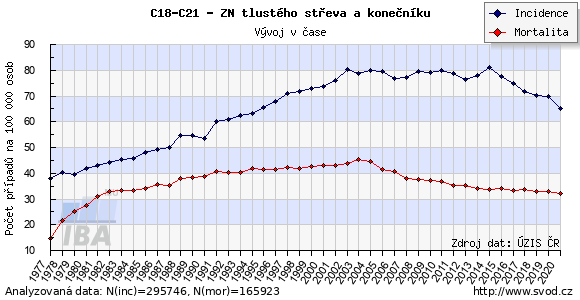 C18-C21 - ZN tlustého střeva a konečníku
Vývoj v čase
Incidence
Mortalita
Počet případů na 100 000 osob
90
80
70
60
50
40
30
20
10
IBA
Zdroj dat: ÚZIS ČR
1977 1978 1979 1980 1981 1982 1983 1984 1985 1986 1987 1988 1989 1990 1991 1992 1993 1994 1995 1996 1997 1998 1999 2000 2001 2002 2003 2004 2005 2006 2007 2008 2009 2010 2011 2012 2013 2014 2015 2016 2017 2018 2019 2020
Analyzovaná data: N(inc)=295746, N(mor)=165923
http://www.svod.cz